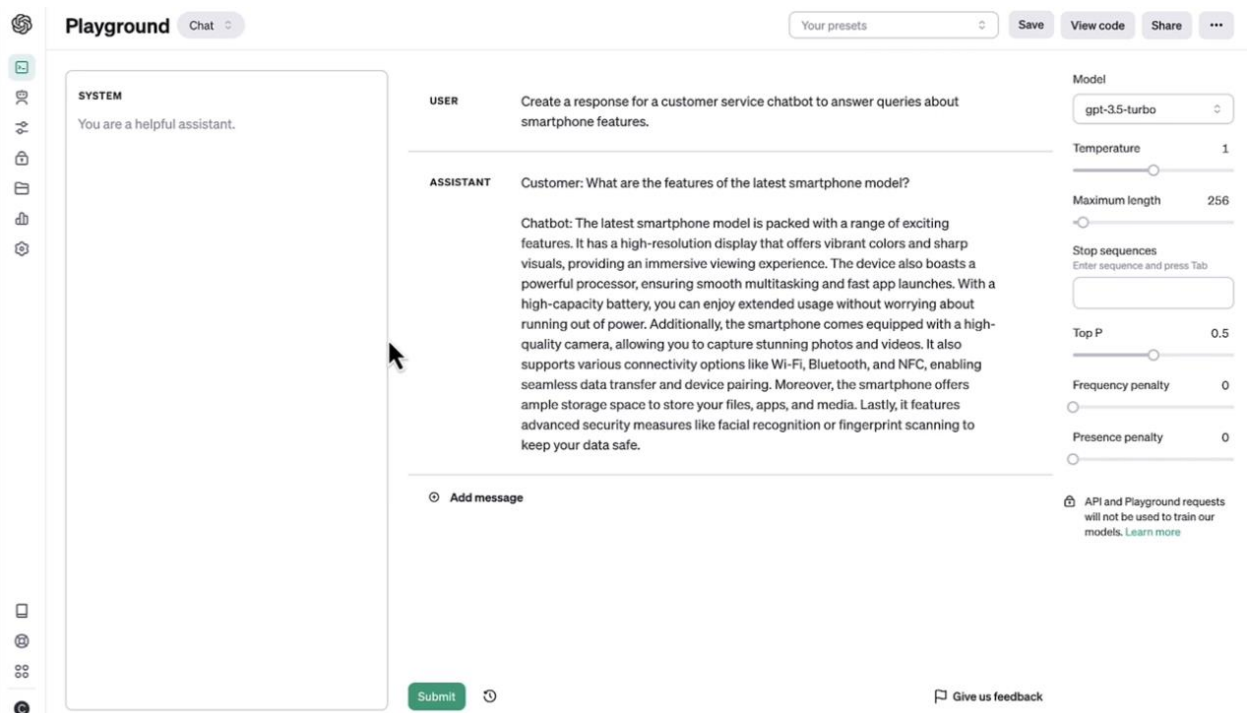 Playground
Chat
Your presets
Save
View code
Share
SYSTEM
You are a helpful assistant.
USER
Create a response for a customer service chatbot to answer queries about
smartphone features.
ASSISTANT
Customer: What are the features of the latest smartphone model?
Chatbot: The latest smartphone model is packed with a range of exciting
features. It has a high-resolution display that offers vibrant colors and sharp
visuals, providing an immersive viewing experience. The device also boasts a
powerful processor, ensuring smooth multitasking and fast app launches. With a
high-capacity battery, you can enjoy extended usage without worrying about
running out of power. Additionally, the smartphone comes equipped with a high-
quality camera, allowing you to capture stunning photos and videos. It also
supports various connectivity options like Wi-Fi, Bluetooth, and NFC, enabling
seamless data transfer and device pairing. Moreover, the smartphone offers
ample storage space to store your files, apps, and media. Lastly, it features
advanced security measures like facial recognition or fingerprint scanning to
keep your data safe.
Add message
Submit
Give us feedback
Model
gpt-3.5-turbo
Temperature 1
Maximum length 256
Stop sequences
Enter sequence and press Tab
Top P 0.5
Frequency penalty 0
Presence penalty 0
API and Playground requests
will not be used to train our
models. Learn more
C